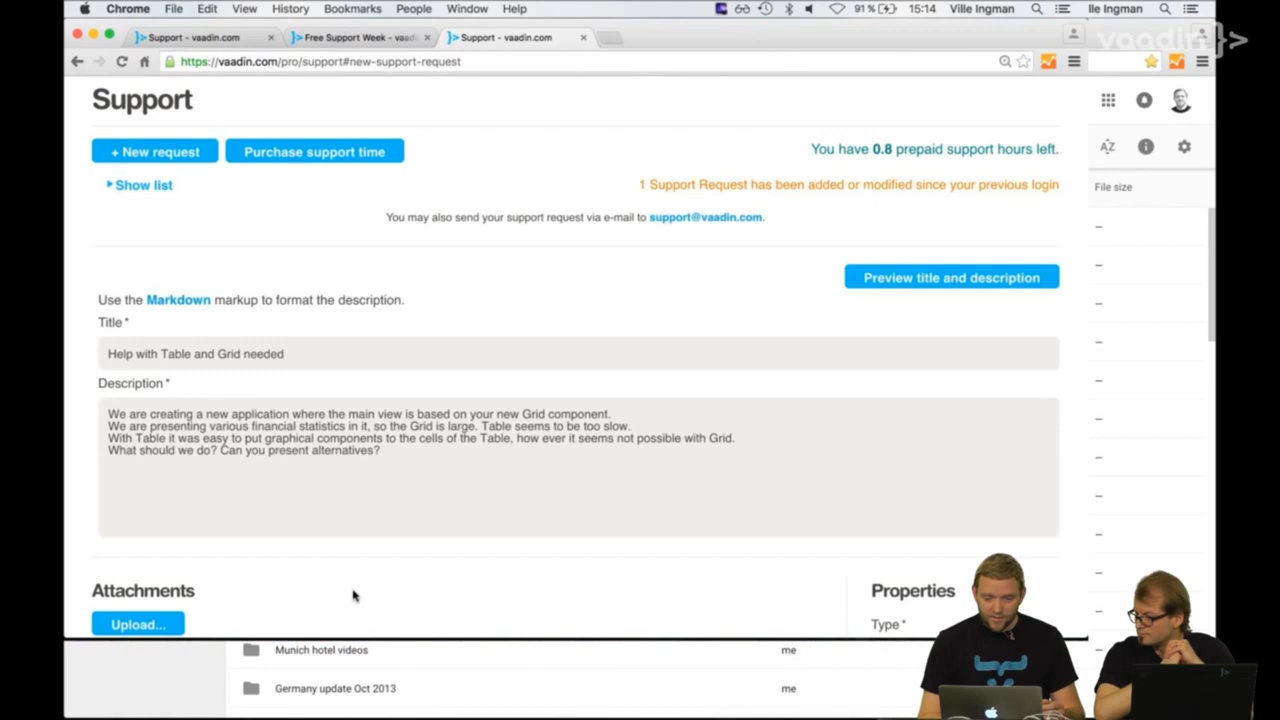 Chrome File Edit View History Bookmarks People Window Help 91% 15:14 Ville Ingman lle Ingman
Support - vaadin.com Free Support Week - vaad Support - vaadin.com
vaadin}>
https://vaadin.com/pro/support#new-support-request
Support
+ New request Purchase support time
You have 0.8 prepaid support hours left.
Show list
1 Support Request has been added or modified since your previous login
You may also send your support request via e-mail to support@vaadin.com.
File size
Preview title and description
Use the Markdown markup to format the description.
Title *
Help with Table and Grid needed
Description *
We are creating a new application where the main view is based on your new Grid component.
We are presenting various financial statistics in it, so the Grid is large. Table seems to be too slow.
With Table it was easy to put graphical components to the cells of the Table, how ever it seems not possible with Grid.
What should we do? Can you present alternatives?
Attachments
Properties
Upload...
Type *
Munich hotel videos me
Germany update Oct 2013 me